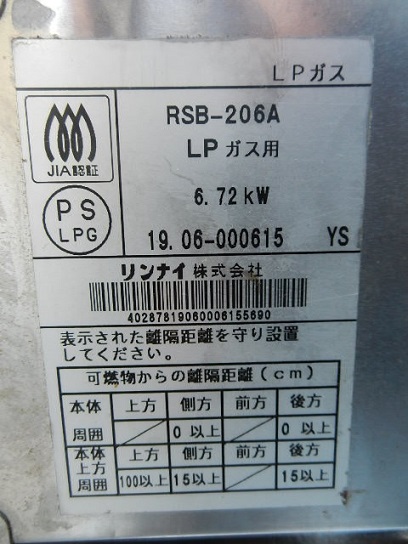 LPガス
JIA認証
RSB-206A
LPガス用
PS
LPG
6.72kW
19.06-000615 YS
リンナイ株式会社
40287819060006155690
表示された離隔距離を守り設置
してください。
可燃物からの離隔距離(cm)
本体 上方 側方 前方 後方
周囲 0以上 0以上
本体 上方 側方 前方 後方
上方
周囲 100以上 15以上 15以上